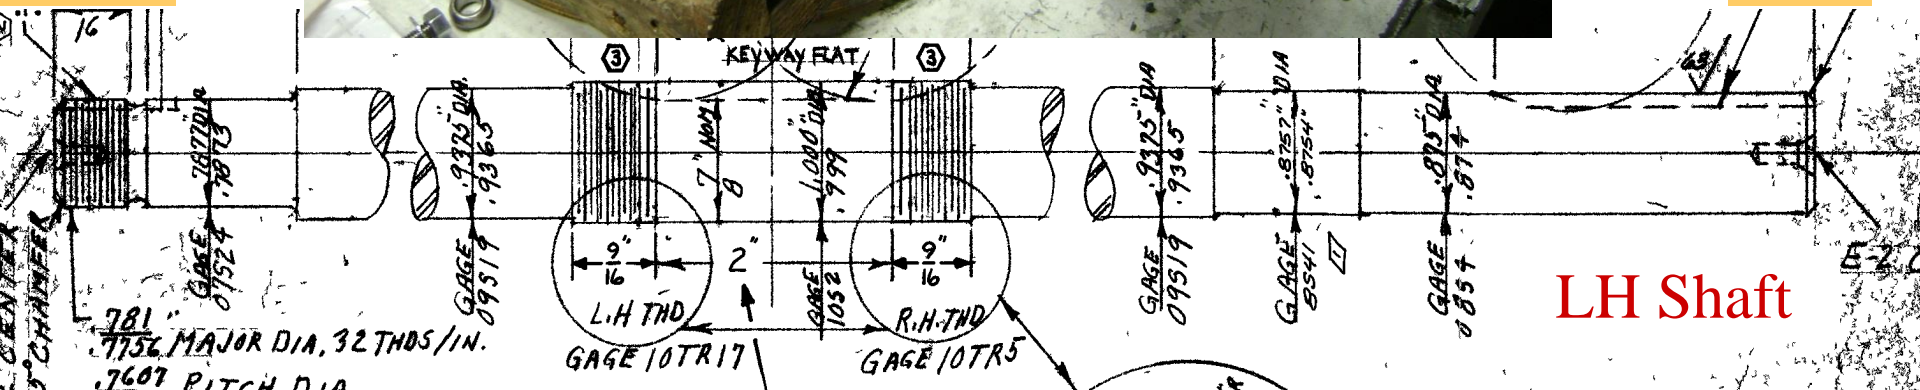 16
3
KEYWAY FLAT
3
63
.7877 DIA
.7873
GAGE
07524
.9375" DIA.
.9365
GAGE
09519
7" NOM
8
1.000" DIA
.999
GAGE
1052
.9375" DIA
.9365
GAGE
09519
.8757" DIA
.8754"
GAGE
8541
.875" DIA
.874
GAGE
0854
9"
16
2"
9"
16
L.H THD
R.H. THD
GAGE 10TR17
GAGE 10TR5
LH Shaft
CENTER
CHAMFER
.781"
.7756 MAJOR DIA, 32 THDS/IN.
.7607 PITCH DIA